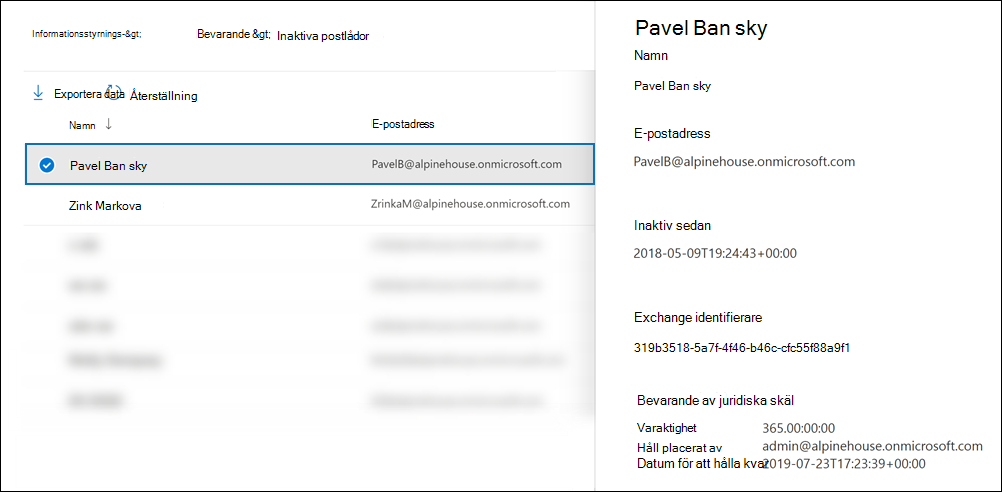 Informationsstyrnings-&gt; Bevarande &gt; Inaktiva postlådor
Exportera data Återställning
Namn ↓ E-postadress
Pavel Ban sky PavelB@alpinehouse.onmicrosoft.com
Zink Markova ZrinkaM@alpinehouse.onmicrosoft.com
Pavel Ban sky
Namn
Pavel Ban sky
E-postadress
PavelB@alpinehouse.onmicrosoft.com
Inaktiv sedan
2018-05-09T19:24:43+00:00
Exchange identifierare
319b3518-5a7f-4f46-b46c-cfc55f88a9f1
Bevarande av juridiska skäl
Varaktighet 365.00:00:00
Håll placerat av admin@alpinehouse.onmicrosoft.com
Datum för att hålla kvar 2019-07-23T17:23:39+00:00